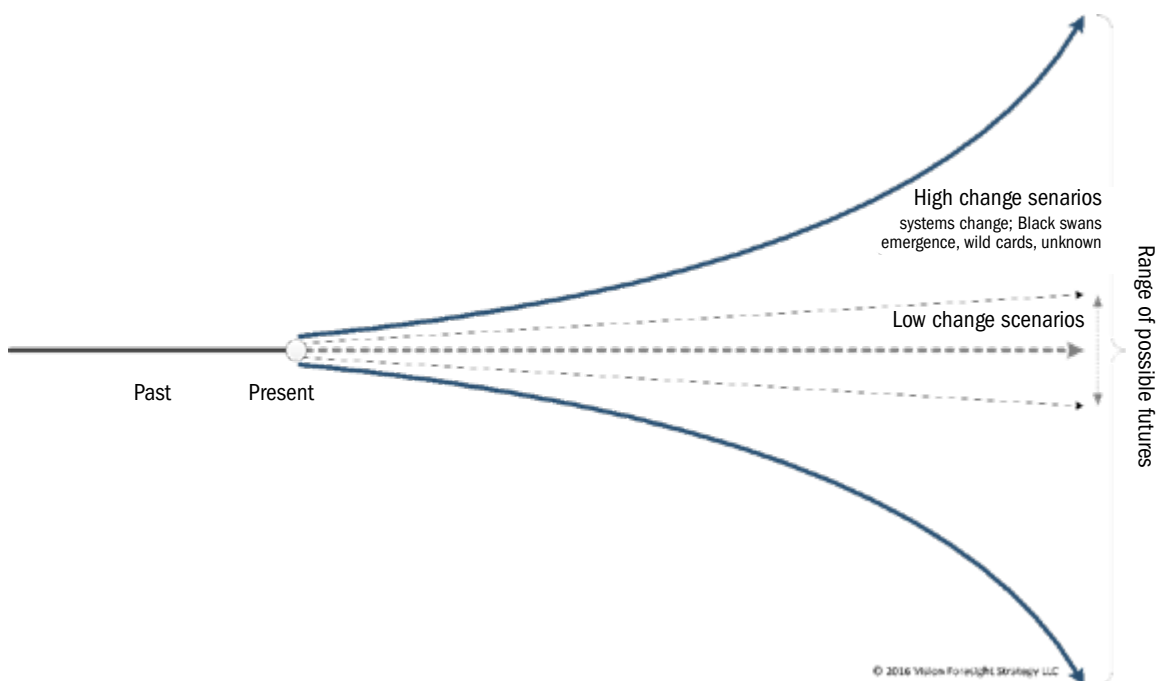 High change senarios
systems change; Black swans
emergence, wild cards, unknown
Low change scenarios
Range of possible futures
Past
Present
© 2016 Vision Foresight Strategy LLC